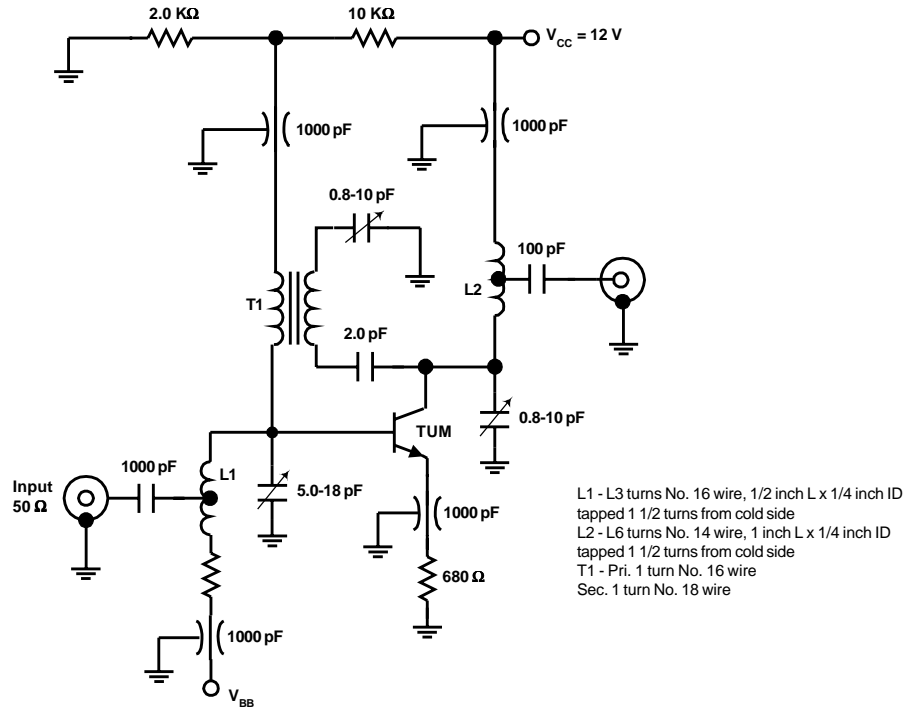 2.0 KΩ
10 KΩ
V_CC = 12 V
1000 pF
1000 pF
0.8-10 pF
100 pF
T1
L2
2.0 pF
0.8-10 pF
TUM
1000 pF
L1
Input
50 Ω
5.0-18 pF
1000 pF
680 Ω
1000 pF
V_BB
L1 - L3 turns No. 16 wire, 1/2 inch L x 1/4 inch ID
tapped 1 1/2 turns from cold side
L2 - L6 turns No. 14 wire, 1 inch L x 1/4 inch ID
tapped 1 1/2 turns from cold side
T1 - Pri. 1 turn No. 16 wire
Sec. 1 turn No. 18 wire